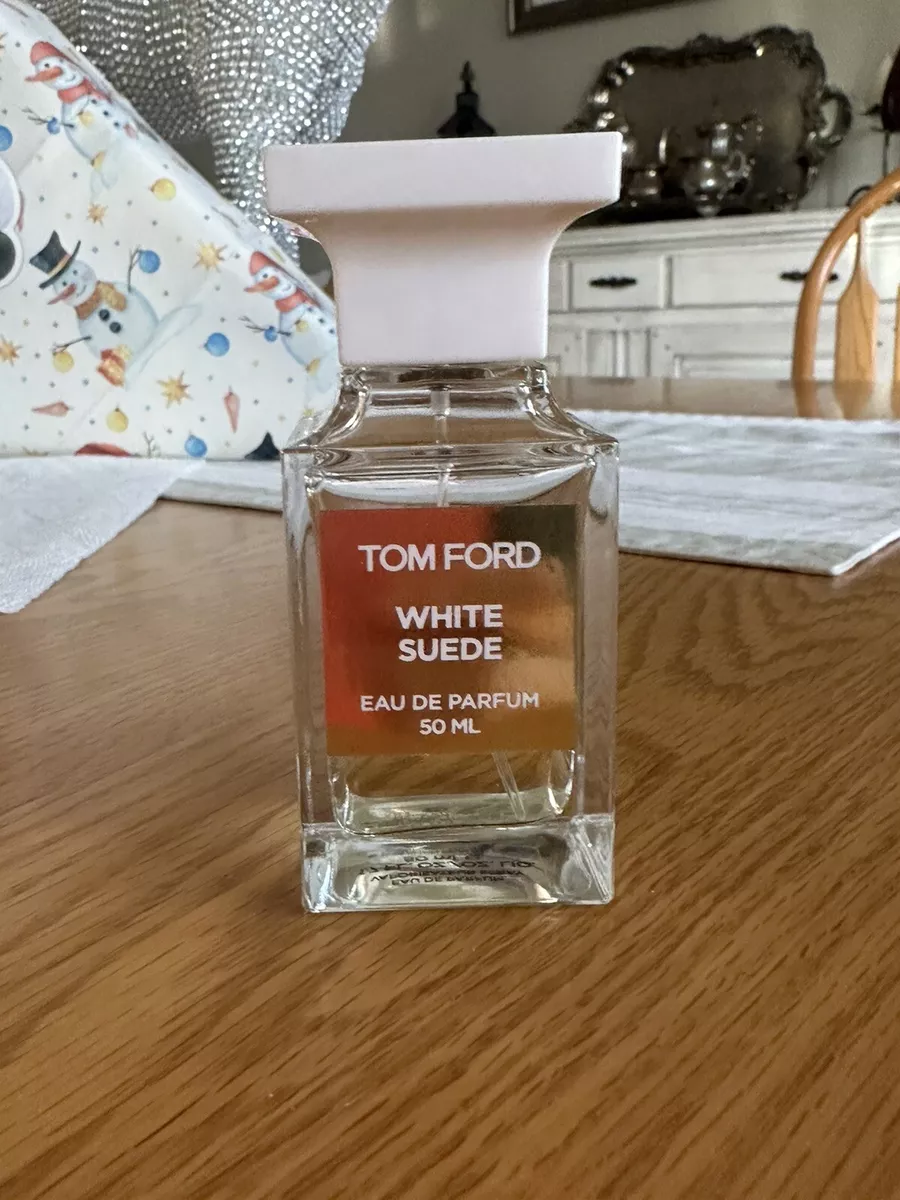 TOM FORD
WHITE
SUEDE
EAU DE PARFUM
50 ML